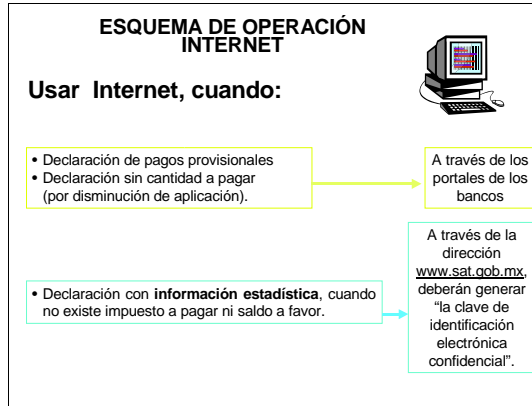 ESQUEMA DE OPERACIÓN
INTERNET
Usar Internet, cuando:
• Declaración de pagos provisionales
• Declaración sin cantidad a pagar
(por disminución de aplicación).
A través de los
portales de los
bancos
• Declaración con información estadística, cuando
no existe impuesto a pagar ni saldo a favor.
A través de la
dirección
www.sat.gob.mx,
deberán generar
“la clave de
identificación
electrónica
confidencial”.